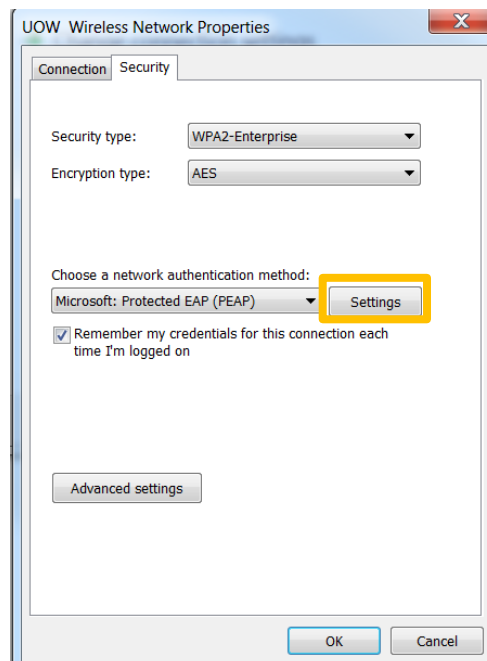 UOW  Wireless Network Properties
X
Connection Security
Security type: WPA2-Enterprise
Encryption type: AES
Choose a network authentication method:
Microsoft: Protected EAP (PEAP) Settings
Remember my credentials for this connection each
time I'm logged on
Advanced settings
OK Cancel